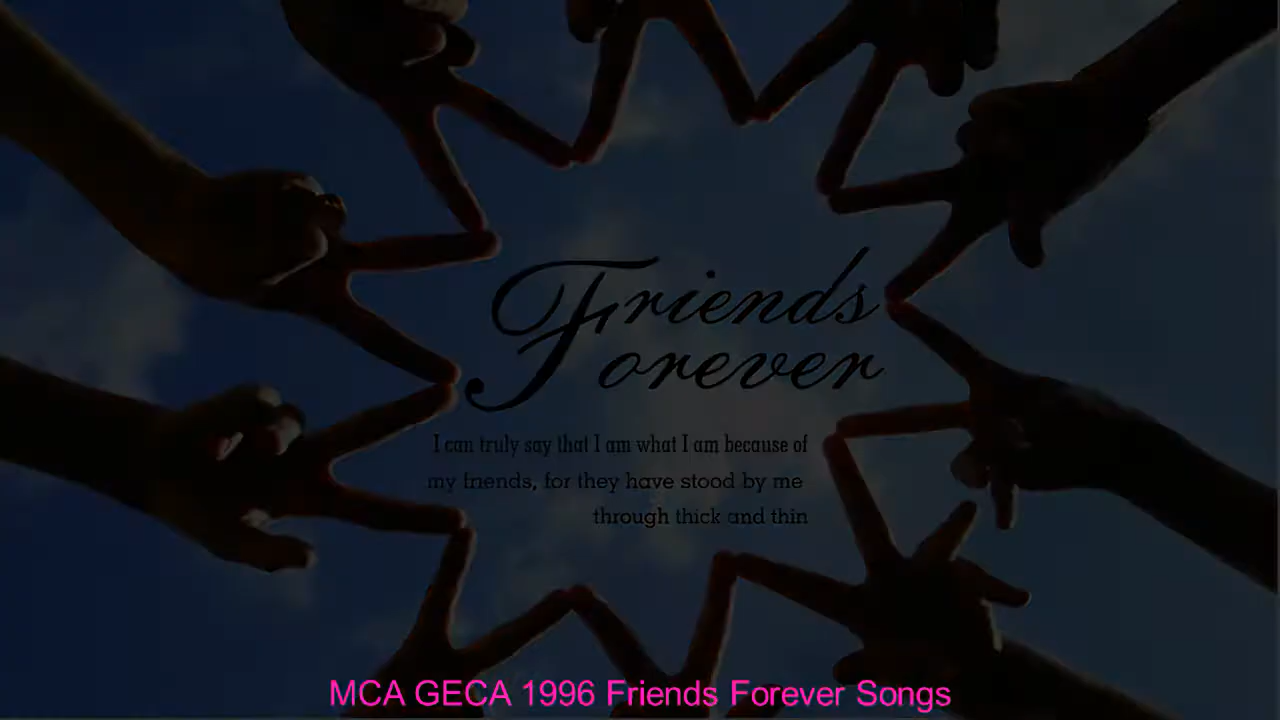 Friends
Forever
I can truly say that I am what I am because of
my friends, for they have stood by me
through thick and thin
MCA GECA 1996 Friends Forever Songs